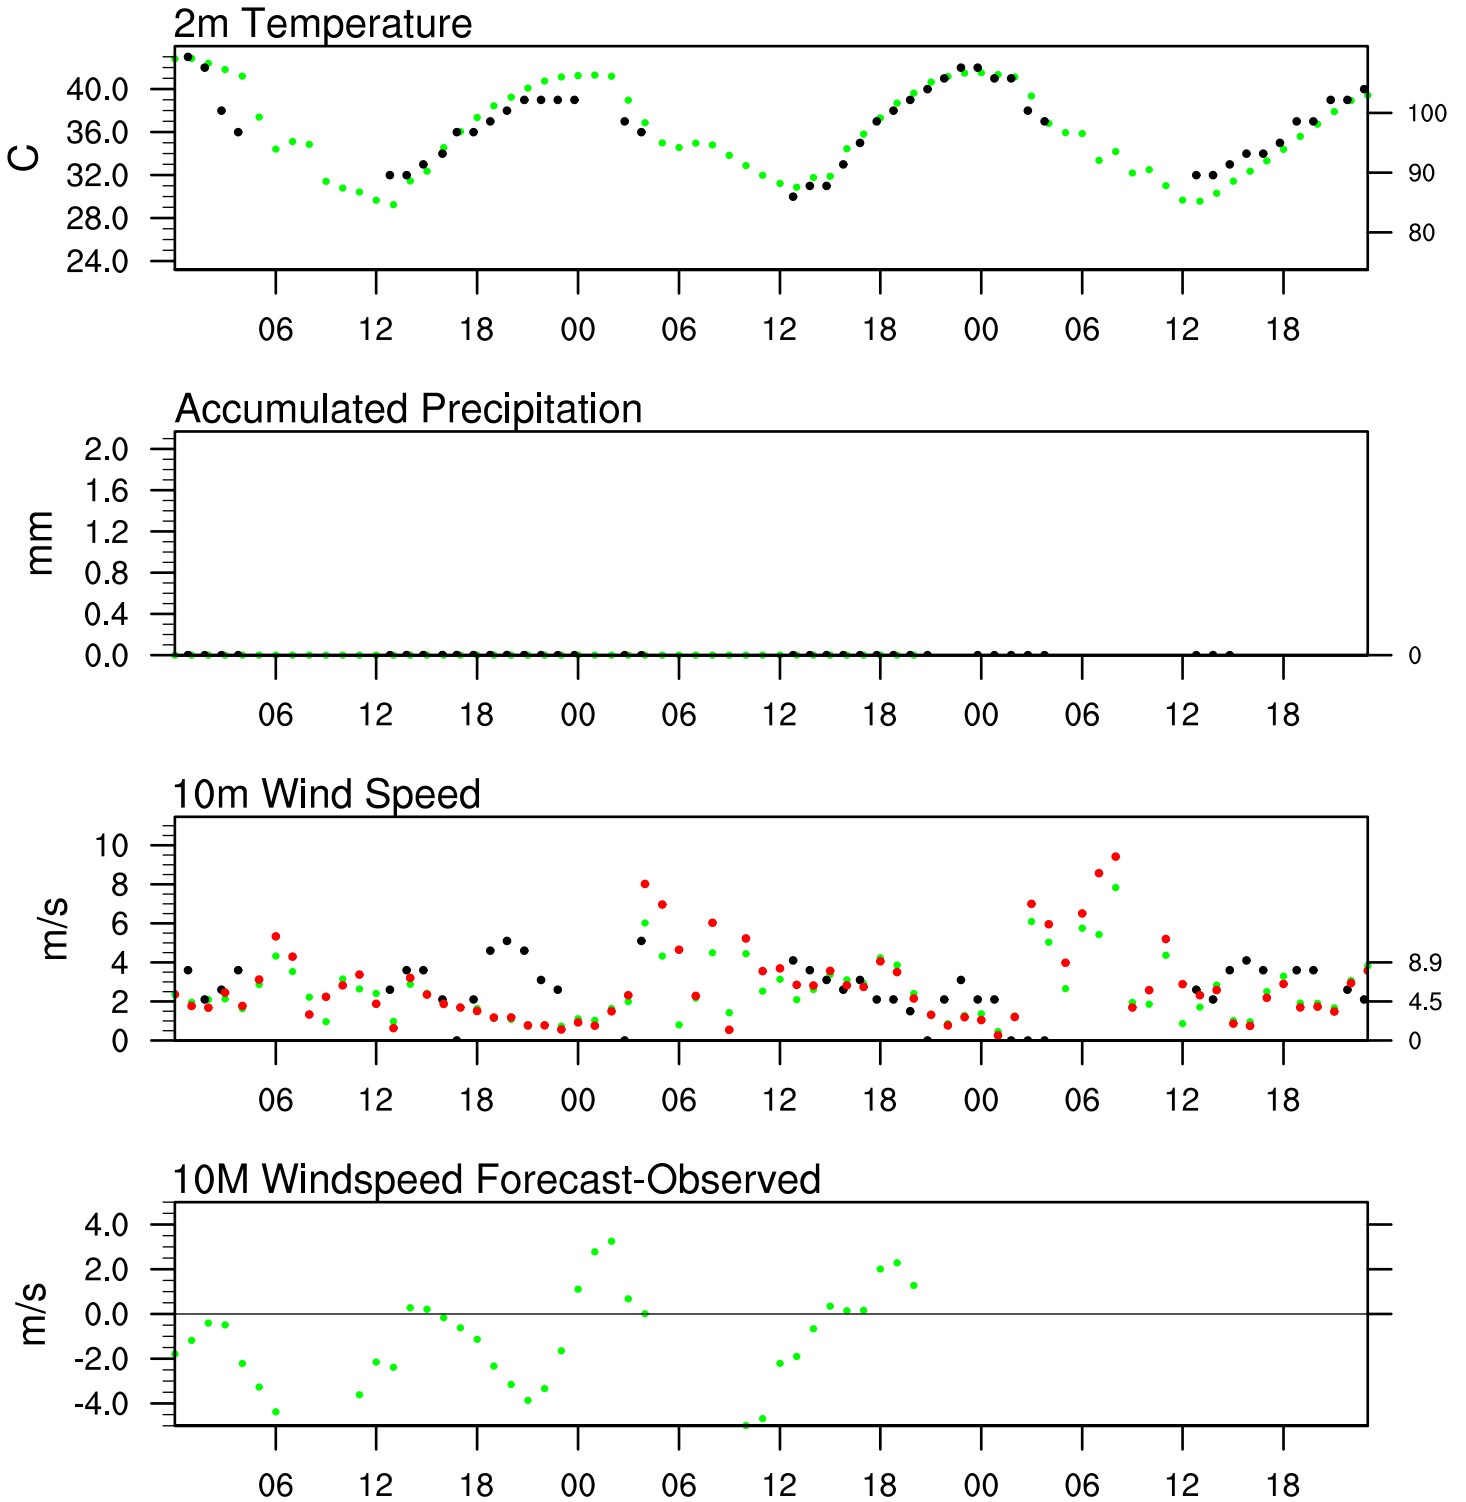 2m Temperature
40.0
36.0
32.0
28.0
24.0
C
100
90
80
06 12 18 00 06 12 18 00 06 12 18
Accumulated Precipitation
2.0
1.6
1.2
0.8
0.4
0.0
mm
0
06 12 18 00 06 12 18 00 06 12 18
10m Wind Speed
10
8
6
4
2
0
m/s
8.9
4.5
0
06 12 18 00 06 12 18 00 06 12 18
10M Windspeed Forecast-Observed
4.0
2.0
0.0
-2.0
-4.0
m/s
06 12 18 00 06 12 18 00 06 12 18